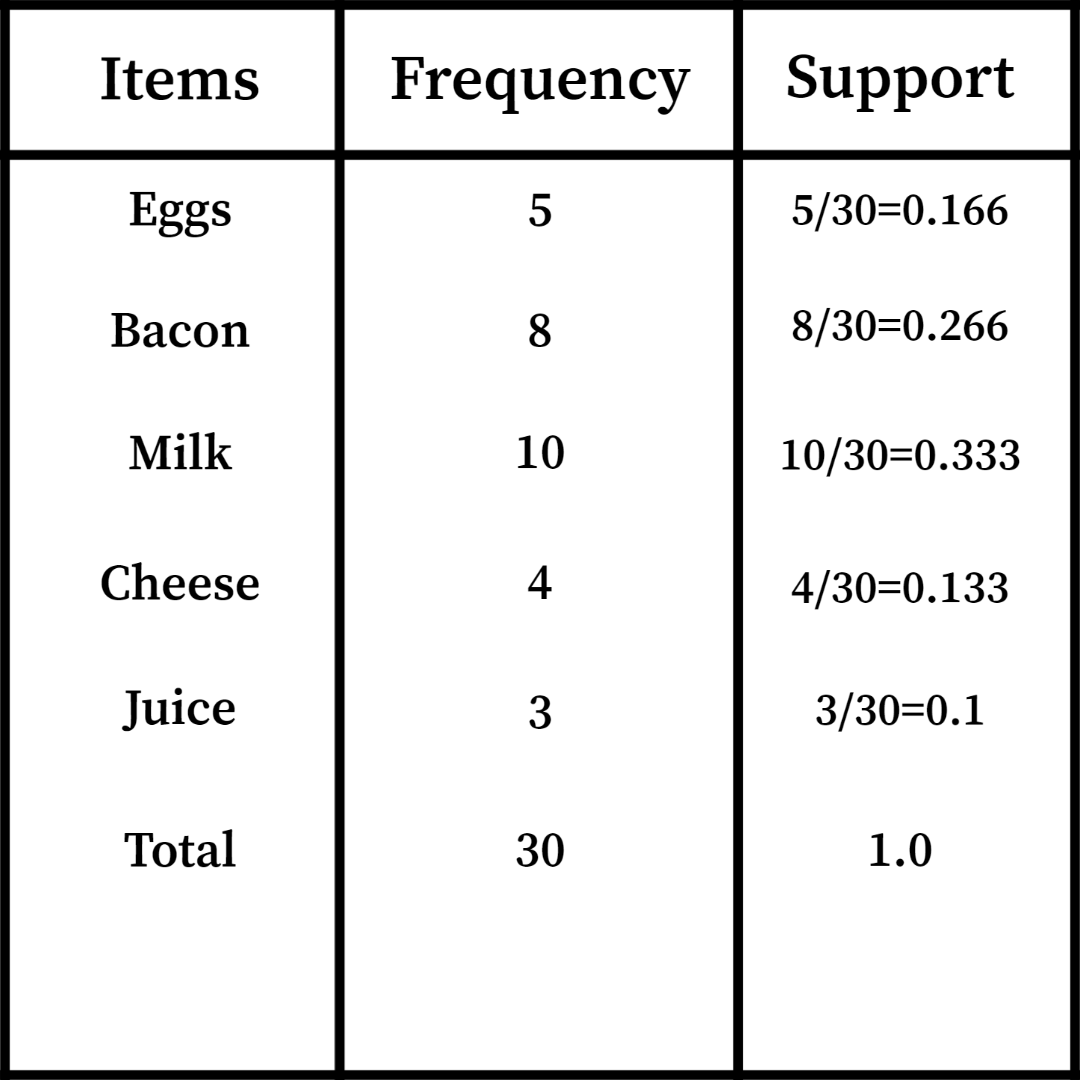 Items Frequency Support
Eggs 5 5/30=0.166
Bacon 8 8/30=0.266
Milk 10 10/30=0.333
Cheese 4 4/30=0.133
Juice 3 3/30=0.1
Total 30 1.0